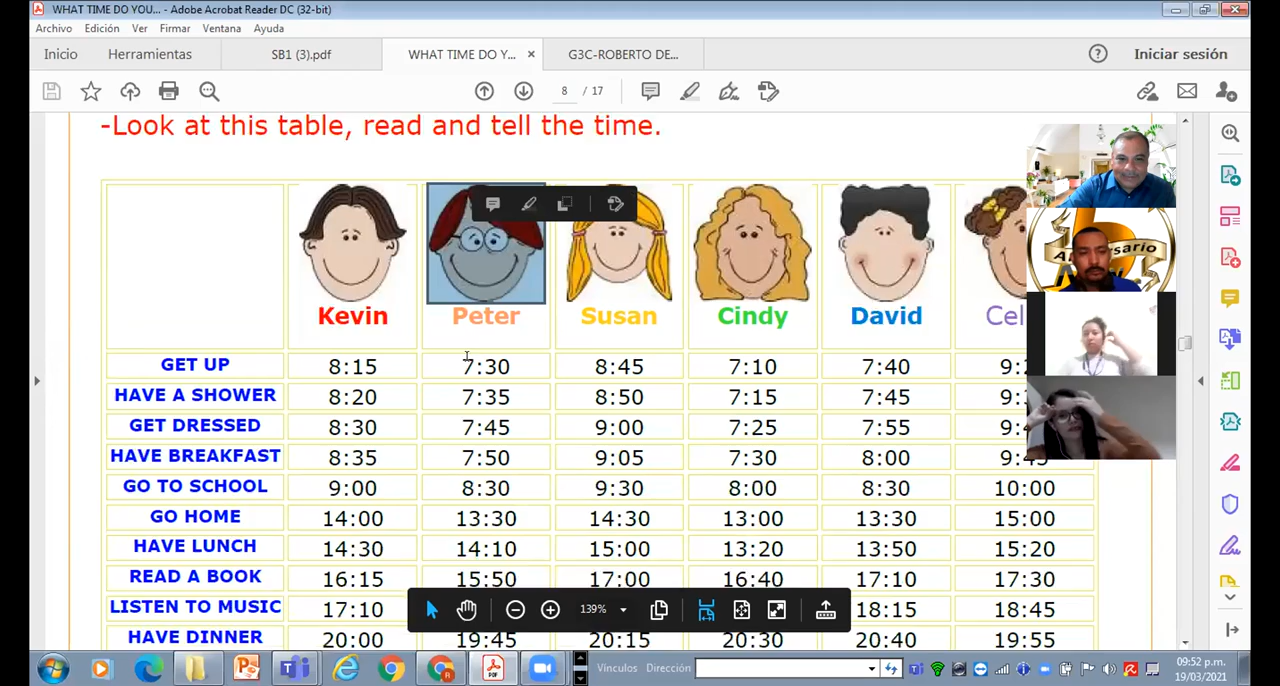 WHAT TIME DO YOU... - Adobe Acrobat Reader DC (32-bit)
Archivo Edición Ver Firmar Ventana Ayuda
Inicio Herramientas SB1 (3).pdf WHAT TIME DO Y... × G3C-ROBERTO DE... Iniciar sesión
8 / 17
-Look at this table, read and tell the time.
Kevin Peter Susan Cindy David Cel
GET UP 8:15 7:30 8:45 7:10 7:40 9:
HAVE A SHOWER 8:20 7:35 8:50 7:15 7:45 9:
GET DRESSED 8:30 7:45 9:00 7:25 7:55 9:
HAVE BREAKFAST 8:35 7:50 9:05 7:30 8:00 9:45
GO TO SCHOOL 9:00 8:30 9:30 8:00 8:30 10:00
GO HOME 14:00 13:30 14:30 13:00 13:30 15:00
HAVE LUNCH 14:30 14:10 15:00 13:20 13:50 15:20
READ A BOOK 16:15 15:50 17:00 16:40 17:10 17:30
LISTEN TO MUSIC 17:10 18:15 18:45
HAVE DINNER 20:00 19:45 20:15 20:30 20:40 19:55
139%
Vínculos Dirección
09:52 p.m.
19/03/2021